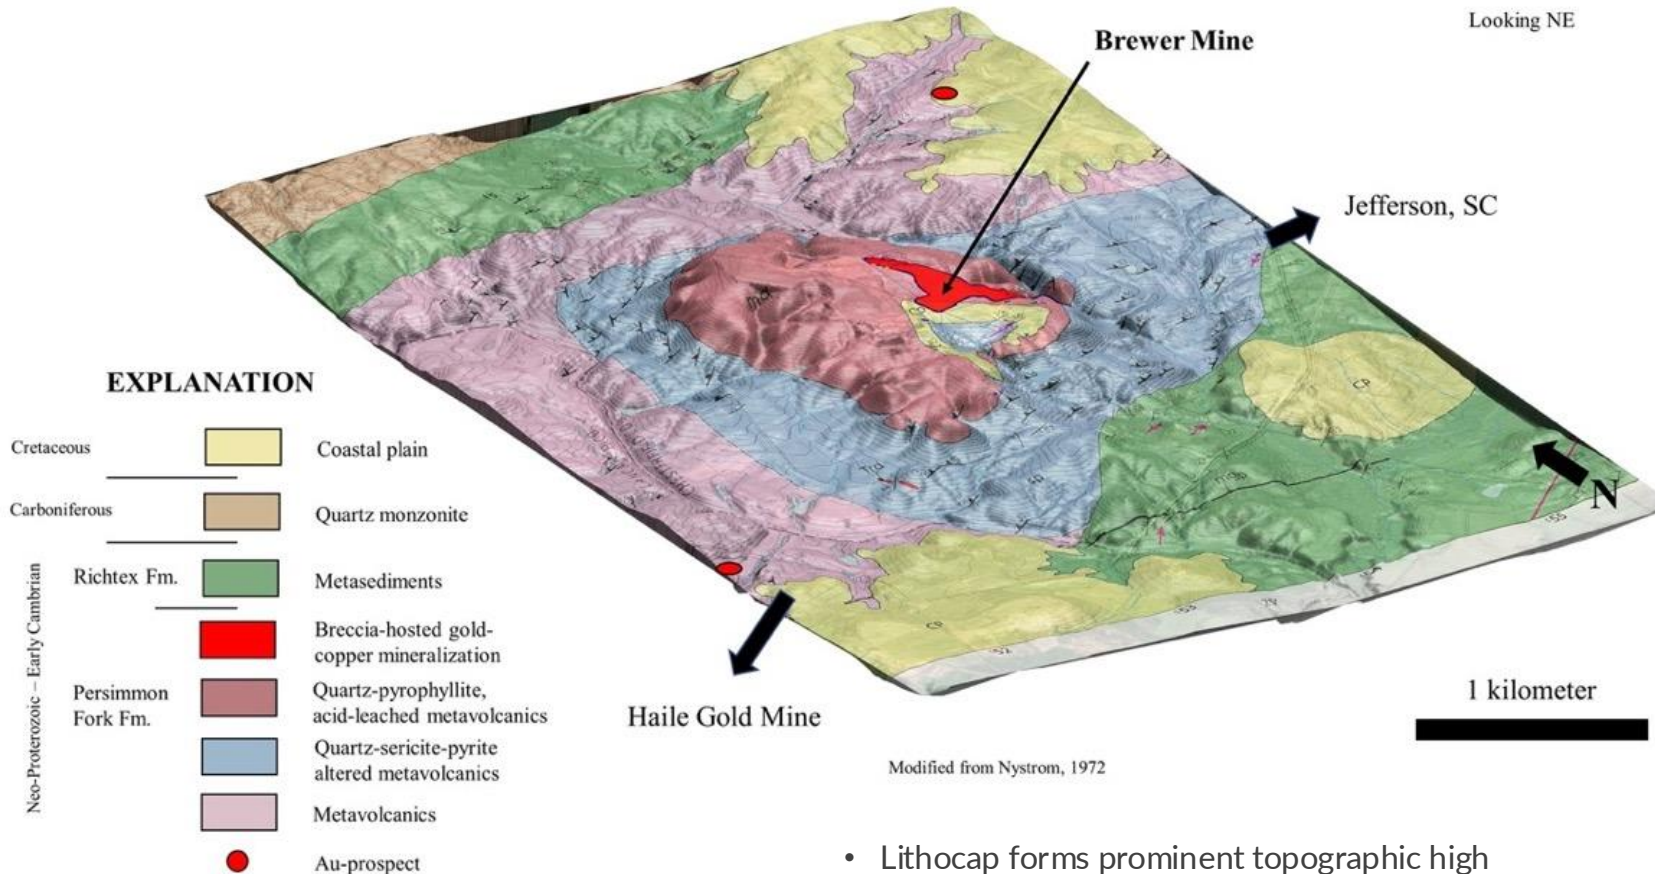 Looking NE
Brewer Mine
Jefferson, SC
N
Haile Gold Mine
1 kilometer
Modified from Nystrom, 1972
EXPLANATION
Cretaceous
Coastal plain
Carboniferous
Quartz monzonite
Neo-Proterozoic – Early Cambrian
Richtex Fm.
Metasediments
Breccia-hosted gold-
copper mineralization
Persimmon
Fork Fm.
Quartz-pyrophyllite,
acid-leached metavolcanics
Quartz-sericite-pyrite
altered metavolcanics
Metavolcanics
Au-prospect
• Lithocap forms prominent topographic high
CP
CP